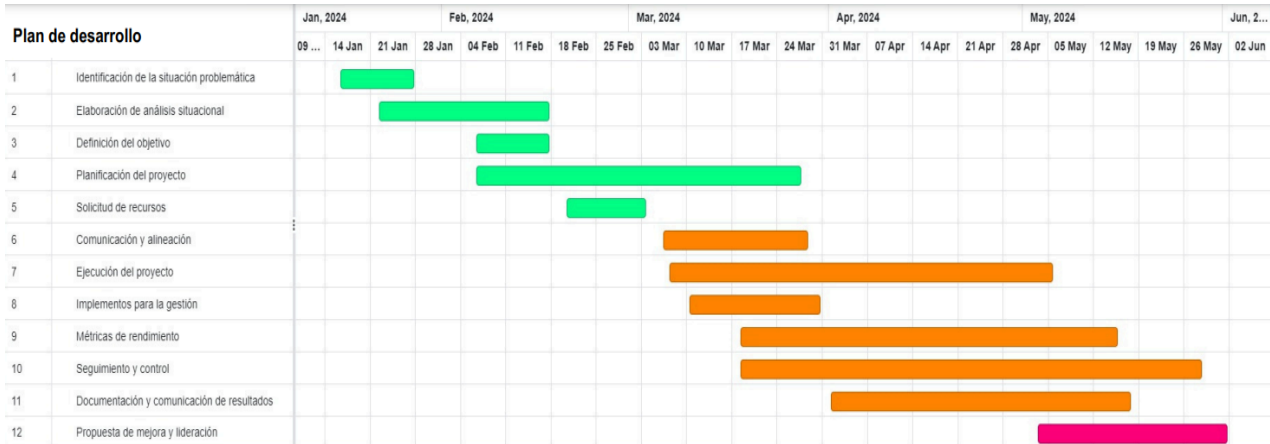 Plan de desarrollo
Jan, 2024 Feb, 2024 Mar, 2024 Apr, 2024 May, 2024 Jun, 2...
09 ... 14 Jan 21 Jan 28 Jan 04 Feb 11 Feb 18 Feb 25 Feb 03 Mar 10 Mar 17 Mar 24 Mar 31 Mar 07 Apr 14 Apr 21 Apr 28 Apr 05 May 12 May 19 May 26 May 02 Jun
1 Identificación de la situación problemática
2 Elaboración de análisis situacional
3 Definición del objetivo
4 Planificación del proyecto
5 Solicitud de recursos
6 Comunicación y alineación
7 Ejecución del proyecto
8 Implementos para la gestión
9 Métricas de rendimiento
10 Seguimiento y control
11 Documentación y comunicación de resultados
12 Propuesta de mejora y lideración